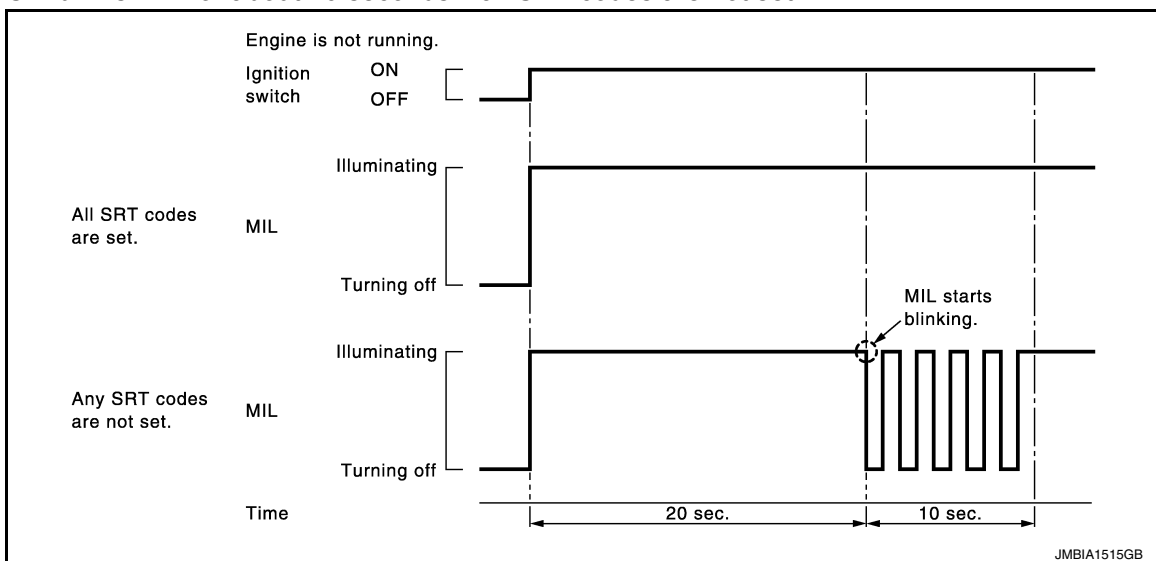 Engine is not running.
Ignition switch
ON
OFF
Illuminating
All SRT codes
are set.
MIL
Turning off
MIL starts
blinking.
Illuminating
Any SRT codes
are not set.
MIL
Turning off
Time
20 sec.
10 sec.
JMBIA1515GB